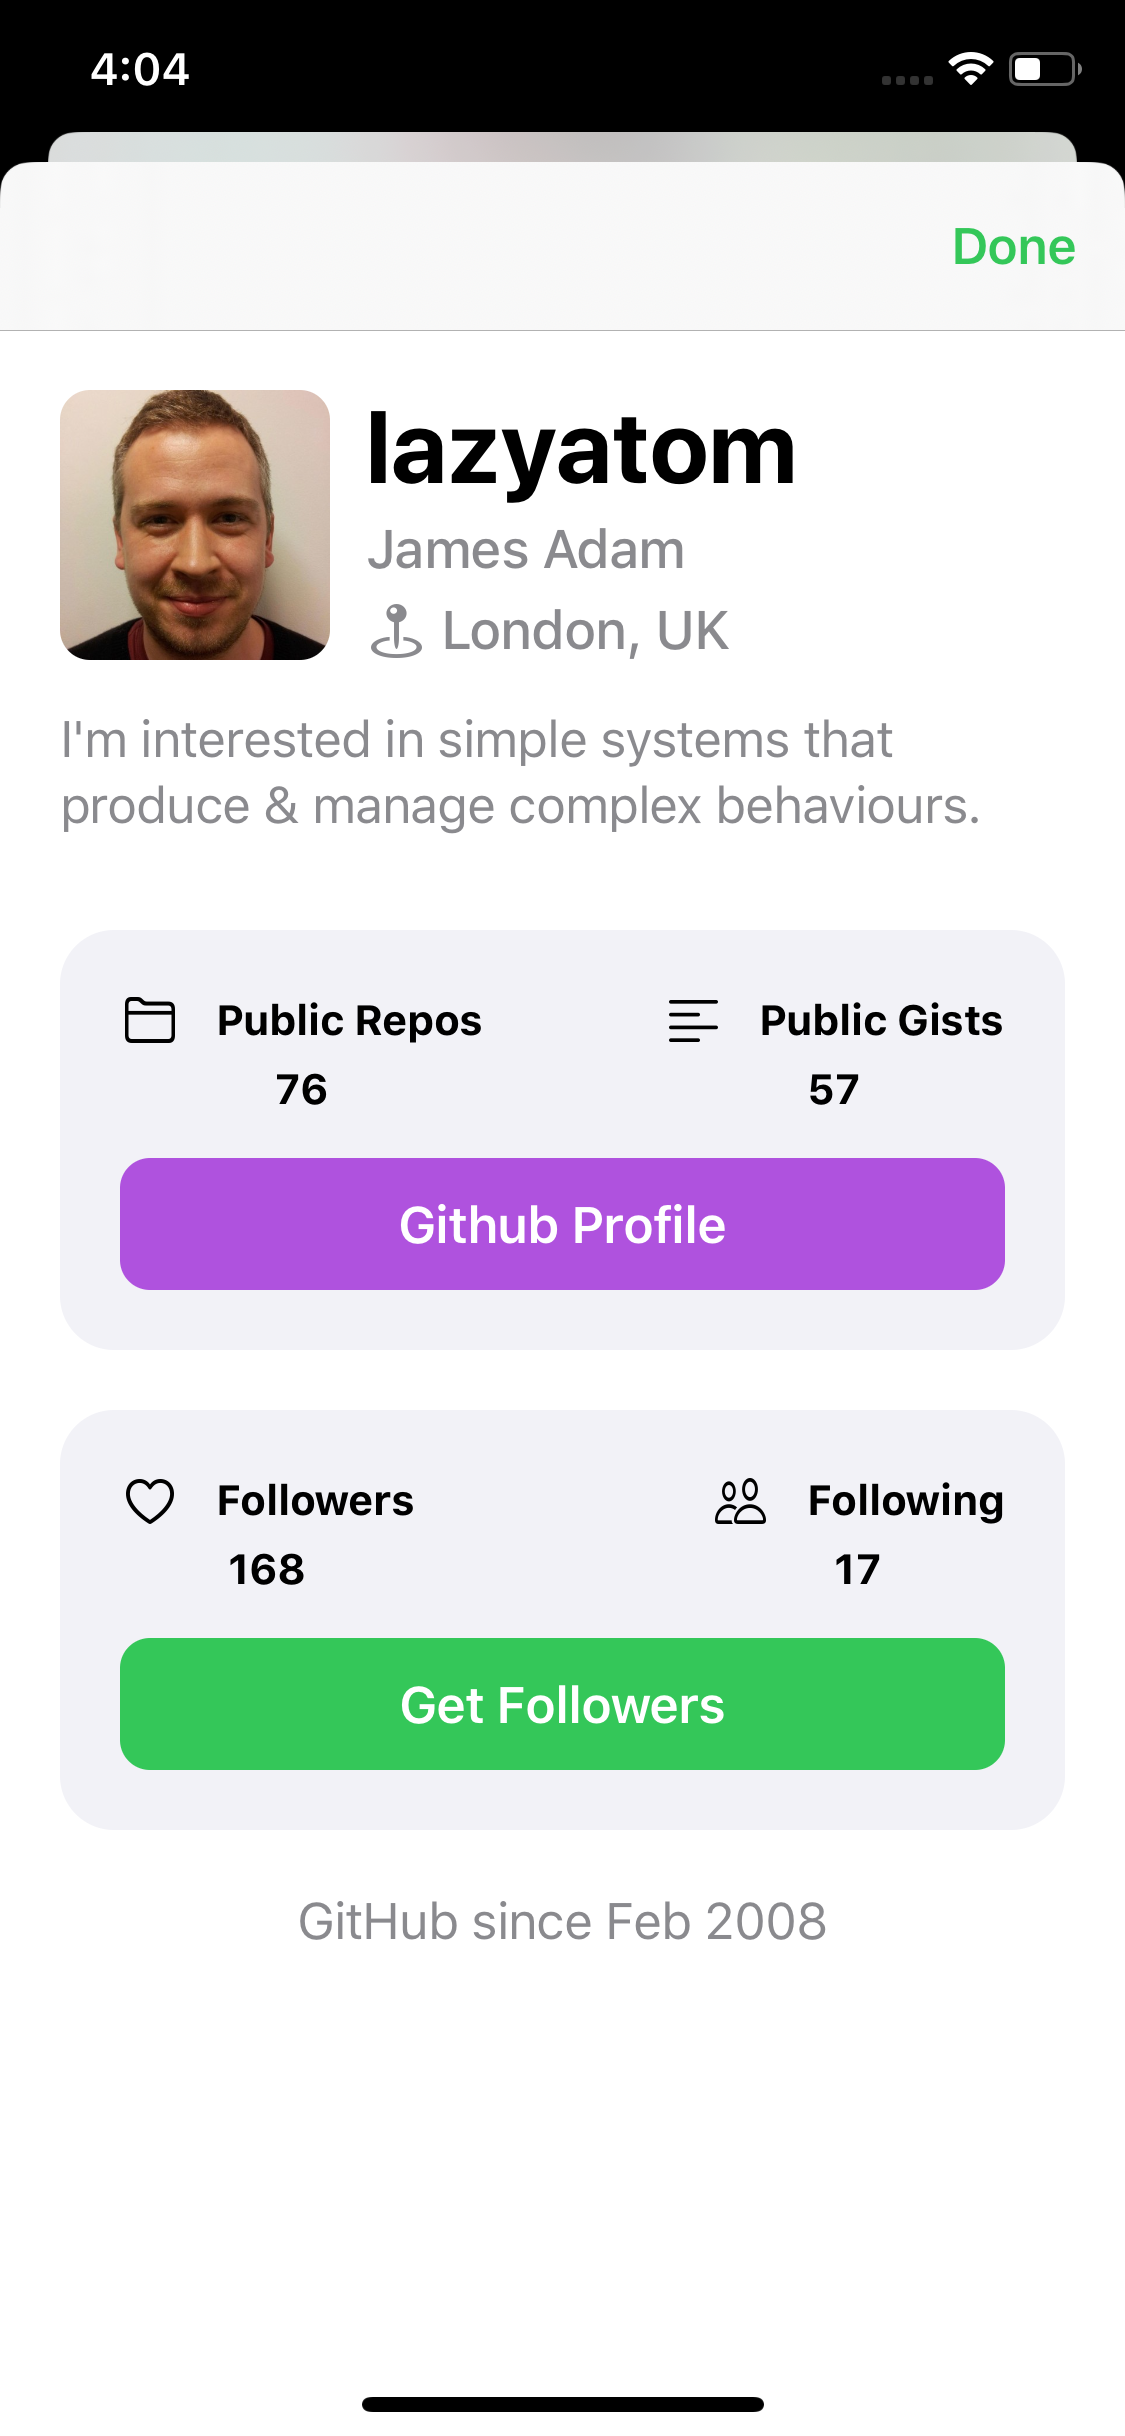 4:04
Done
lazyatom
James Adam
London, UK
I'm interested in simple systems that
produce & manage complex behaviours.
Public Repos
76
Public Gists
57
Github Profile
Followers
168
Following
17
Get Followers
GitHub since Feb 2008